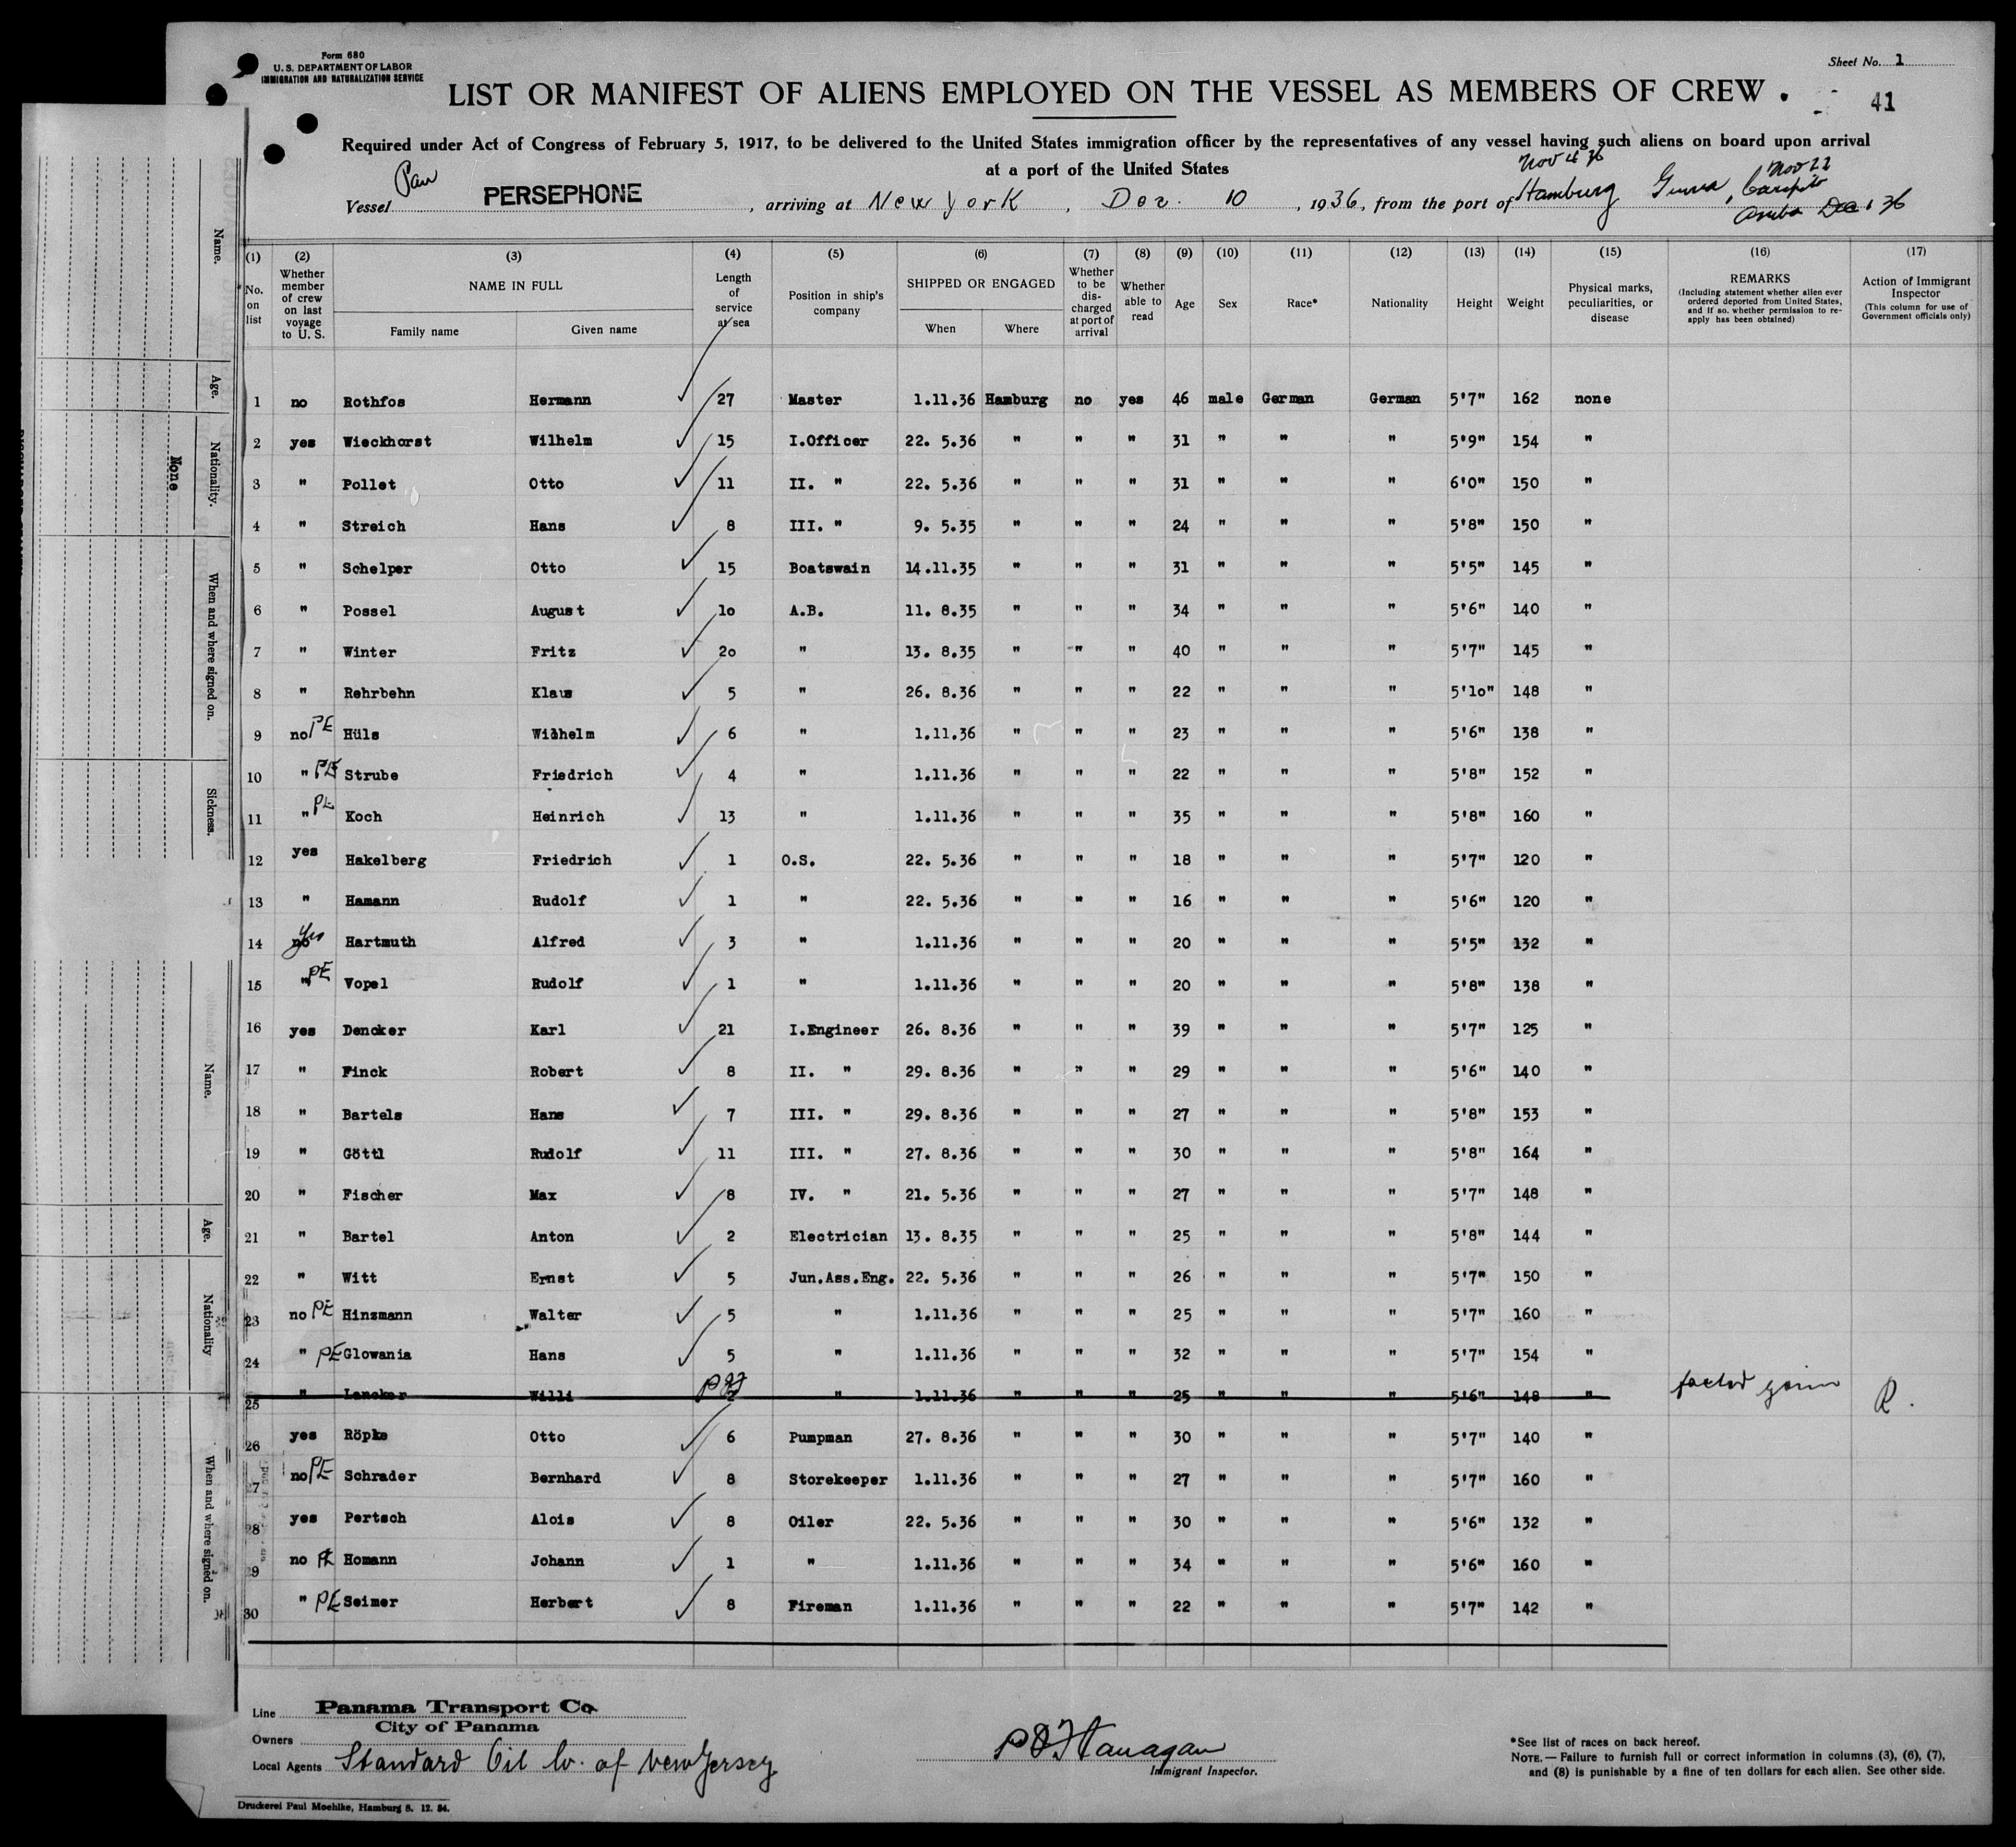 Form 680
U. S. DEPARTMENT OF LABOR
IMMIGRATION AND NATURALIZATION SERVICE
Sheet No. 1
LIST OR MANIFEST OF ALIENS EMPLOYED ON THE VESSEL AS MEMBERS OF CREW
41
Required under Act of Congress of February 5, 1917, to be delivered to the United States immigration officer by the representatives of any vessel having such aliens on board upon arrival
at a port of the United States
Pan
Vessel PERSEPHONE, arriving at New York, Dec. 10, 1936, from the port of Hamburg
Nov 22
Aruba Dec 1 36
(1) (2) (3) (4) (5) (6) (7) (8) (9) (10) (11) (12) (13) (14) (15) (16) (17)
No. on list
Whether member of crew on last voyage to U. S.
NAME IN FULL
Family name Given name
Length of service at sea
Position in ship's company
SHIPPED OR ENGAGED
When Where
Whether to be discharged at port of arrival
Whether able to read
Age
Sex
Race*
Nationality
Height
Weight
Physical marks, peculiarities, or disease
REMARKS
(Including statement whether alien ever ordered deported from United States, and if so. whether permission to reapply has been obtained)
Action of Immigrant Inspector
(This column for use of Government officials only)
1 no Rothfos Hermann 27 Master 1.11.36 Hamburg no yes 46 male German German 5'7" 162 none
2 yes Wieckhorst Wilhelm 15 I.Officer 22. 5.36 " " " 31 " " " 5'9" 154 "
3 " Pollet Otto 11 II. " 22. 5.36 " " " 31 " " " 6'0" 150 "
4 " Streich Hans 8 III. " 9. 5.35 " " " 24 " " " 5'8" 150 "
5 " Schelper Otto 15 Boatswain 14.11.35 " " " 31 " " " 5'5" 145 "
6 " Possel August 1o A.B. 11. 8.35 " " " 34 " " " 5'6" 140 "
7 " Winter Fritz 2o " 13. 8.35 " " " 40 " " " 5'7" 145 "
8 " Rehrbehn Klaus 5 " 26. 8.36 " " " 22 " " " 5'1o" 148 "
9 no PE Hüls Wilhelm 6 " 1.11.36 " " " 23 " " " 5'6" 138 "
10 " PE Strube Friedrich 4 " 1.11.36 " " " 22 " " " 5'8" 152 "
11 " PE Koch Heinrich 13 " 1.11.36 " " " 35 " " " 5'8" 160 "
12 yes Hakelberg Friedrich 1 O.S. 22. 5.36 " " " 18 " " " 5'7" 120 "
13 " Hamann Rudolf 1 " 22. 5.36 " " " 16 " " " 5'6" 120 "
14 no yes Hartmuth Alfred 3 " 1.11.36 " " " 20 " " " 5'5" 132 "
15 " PE Vopel Rudolf 1 " 1.11.36 " " " 20 " " " 5'8" 138 "
16 yes Dencker Karl 21 I.Engineer 26. 8.36 " " " 39 " " " 5'7" 125 "
17 " Finck Robert 8 II. " 29. 8.36 " " " 29 " " " 5'6" 140 "
18 " Bartels Hans 7 III. " 29. 8.36 " " " 27 " " " 5'8" 153 "
19 " Göttl Rudolf 11 III. " 27. 8.36 " " " 30 " " " 5'8" 164 "
20 " Fischer Max 8 IV. " 21. 5.36 " " " 27 " " " 5'7" 148 "
21 " Bartel Anton 2 Electrician 13. 8.35 " " " 25 " " " 5'8" 144 "
22 " Witt Ernst 5 Jun.Ass.Eng. 22. 5.36 " " " 26 " " " 5'7" 150 "
23 no PE Hinzmann Walter 5 " 1.11.36 " " " 25 " " " 5'7" 160 "
24 " PE Glowania Hans 5 " 1.11.36 " " " 32 " " " 5'7" 154 "
25 " Lancker Willi 2 " 1.11.36 " " " 25 " " " 5'6" 148 " R.
26 yes Röpke Otto 6 Pumpman 27. 8.36 " " " 30 " " " 5'7" 140 "
27 no PE Schrader Bernhard 8 Storekeeper 1.11.36 " " " 27 " " " 5'7" 160 "
28 yes Pertsch Alois 8 Oiler 22. 5.36 " " " 30 " " " 5'6" 132 "
29 no PE Homann Johann 1 " 1.11.36 " " " 34 " " " 5'6" 160 "
30 " PE Seimer Herbert 8 Fireman 1.11.36 " " " 22 " " " 5'7" 142 "
Line Panama Transport Co.
City of Panama
Owners
Local Agents Standard Oil Co. of New Jersey
Immigrant Inspector.
*See list of races on back hereof.
NOTE.—Failure to furnish full or correct information in columns (3), (6), (7),
and (8) is punishable by a fine of ten dollars for each alien. See other side.
Druckerei Paul Moehlke, Hamburg 8. 12. 34.
Name.
Age.
Nationality.
None
When and where signed on.
Sickness.
Name.
Age.
Nationality
When and where signed on.